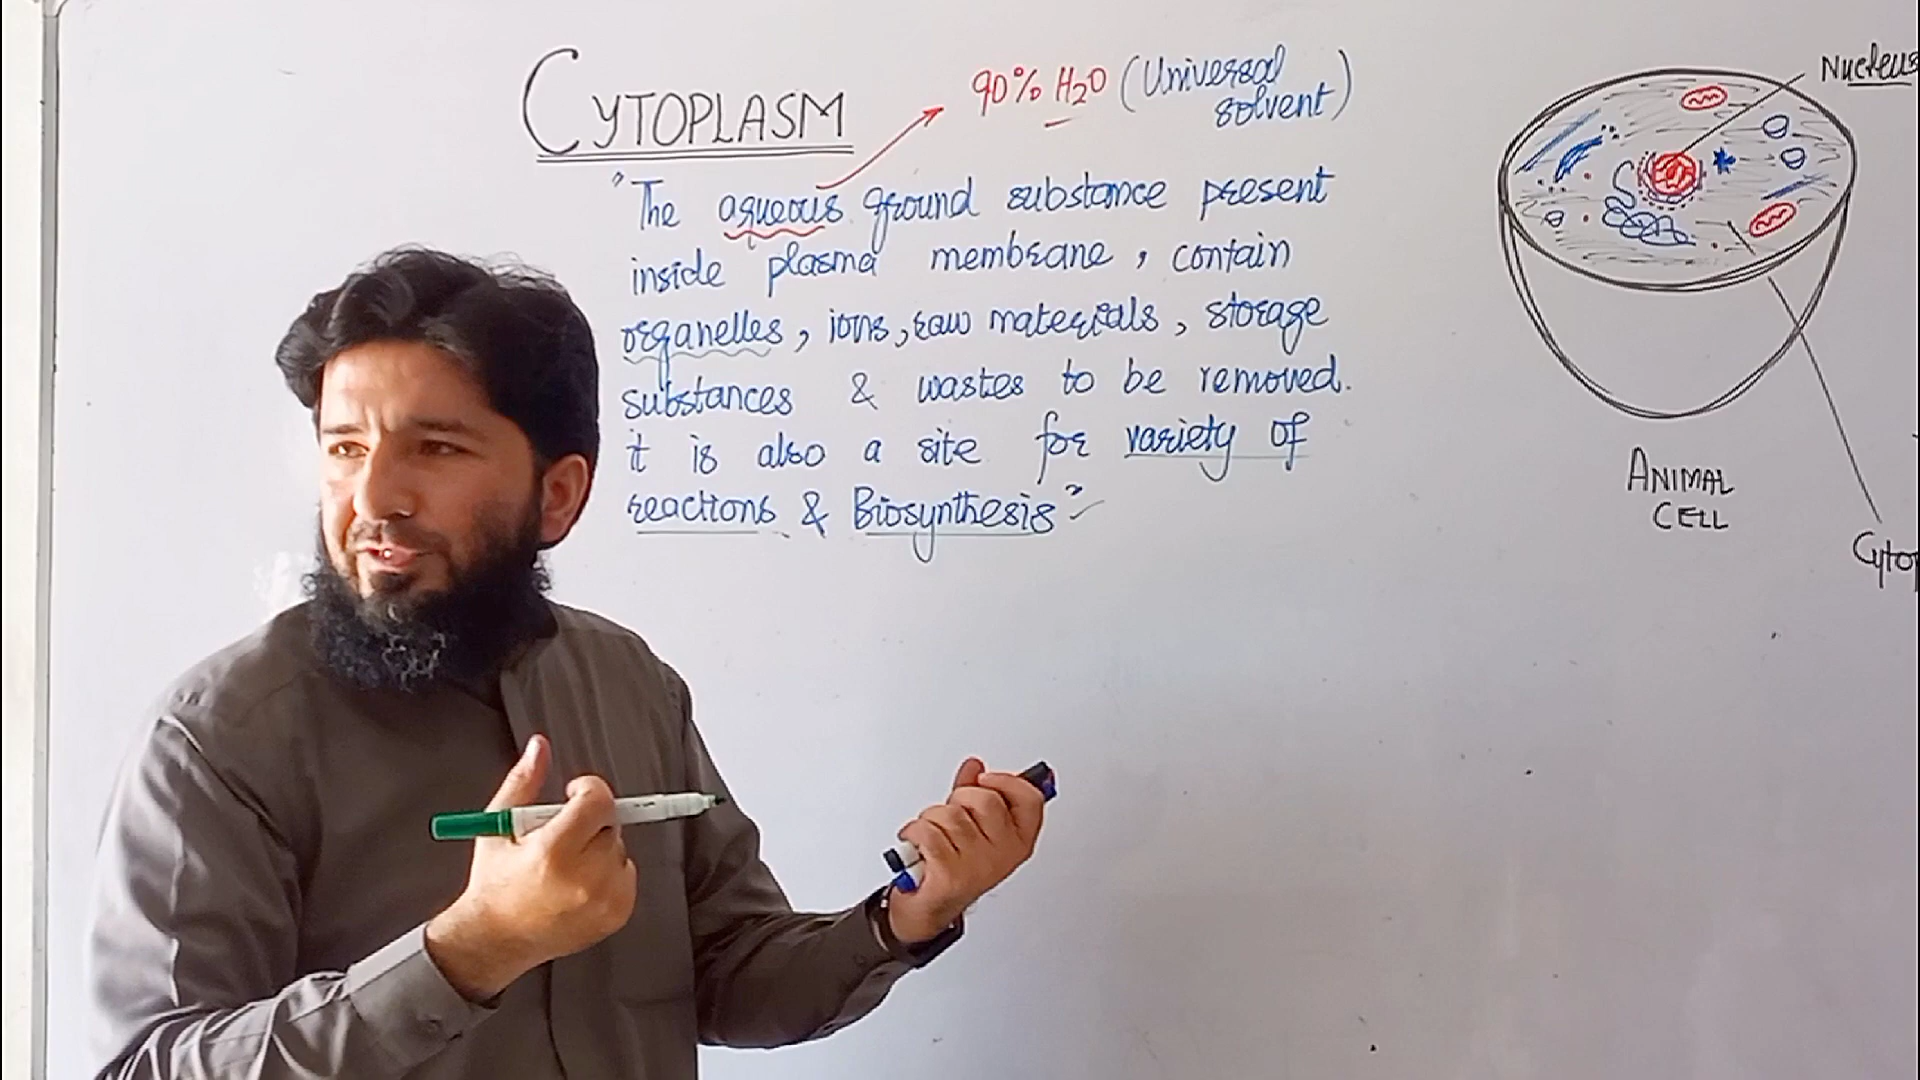 CYTOPLASM
90% H2O (Universal
solvent)
"The aqueous ground substance present
inside plasma membrane, contain
organelles, ions, raw materials, storage
substances & wastes to be removed.
it is also a site for variety of
reactions & Biosynthesis"
Nucleus
ANIMAL
CELL
Cytop